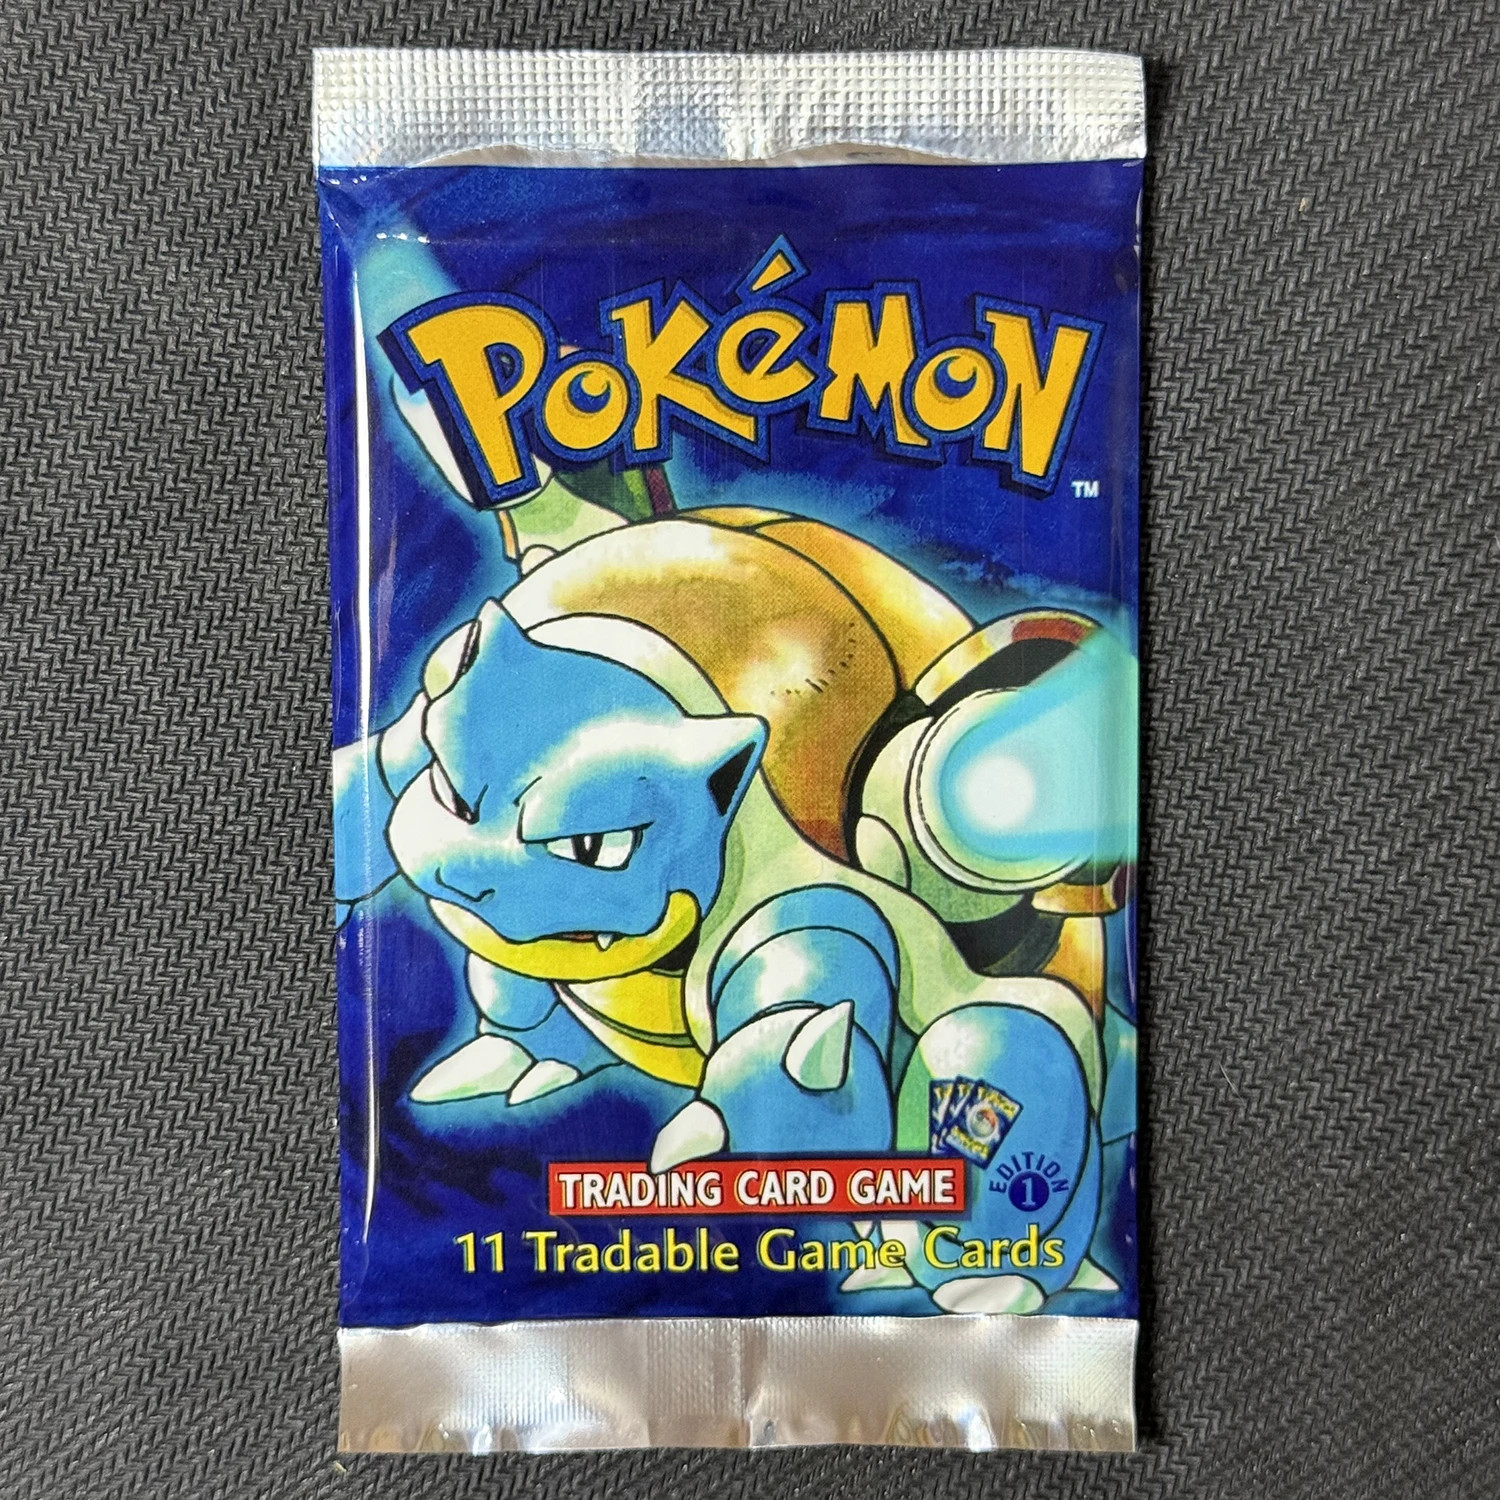 POKéMON
TM
EDITION
1
TRADING CARD GAME
11 Tradable Game Cards